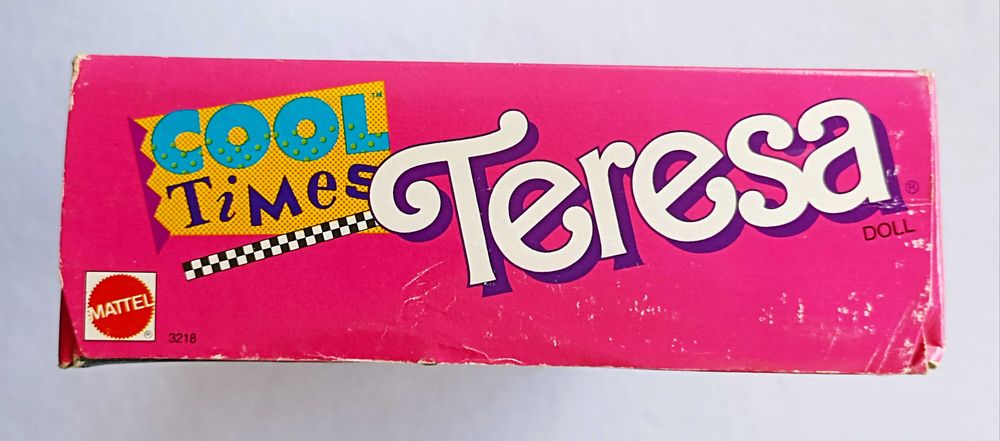 COOL™
TiMeS
Teresa®
DOLL
MATTEL®
3218